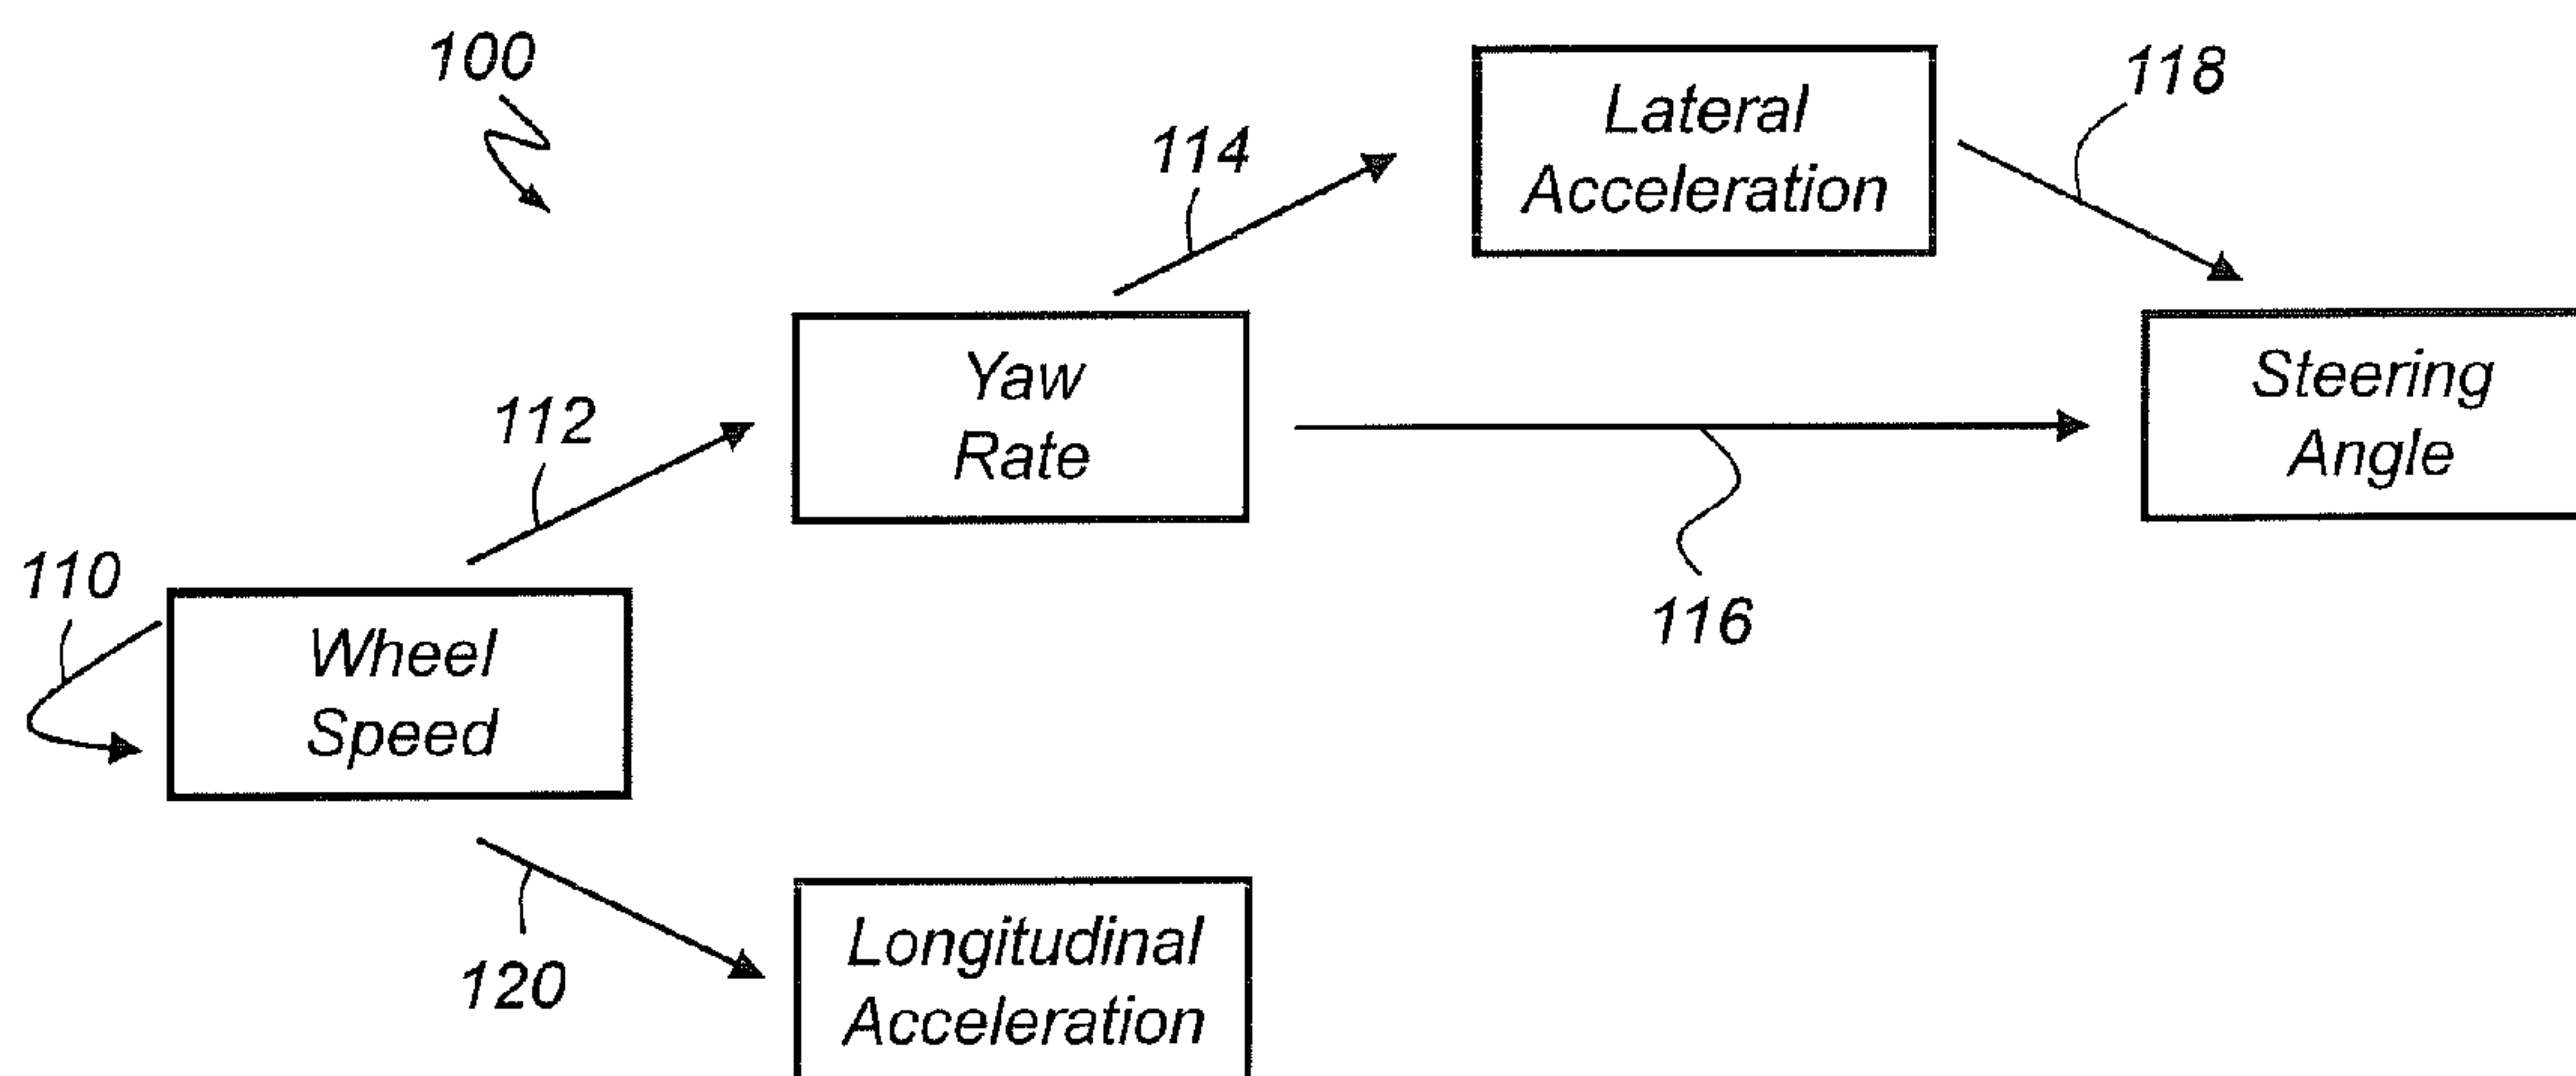 100
118
Lateral
Acceleration
114
Yaw
Rate
Steering
Angle
112
116
110
Wheel
Speed
120
Longitudinal
Acceleration